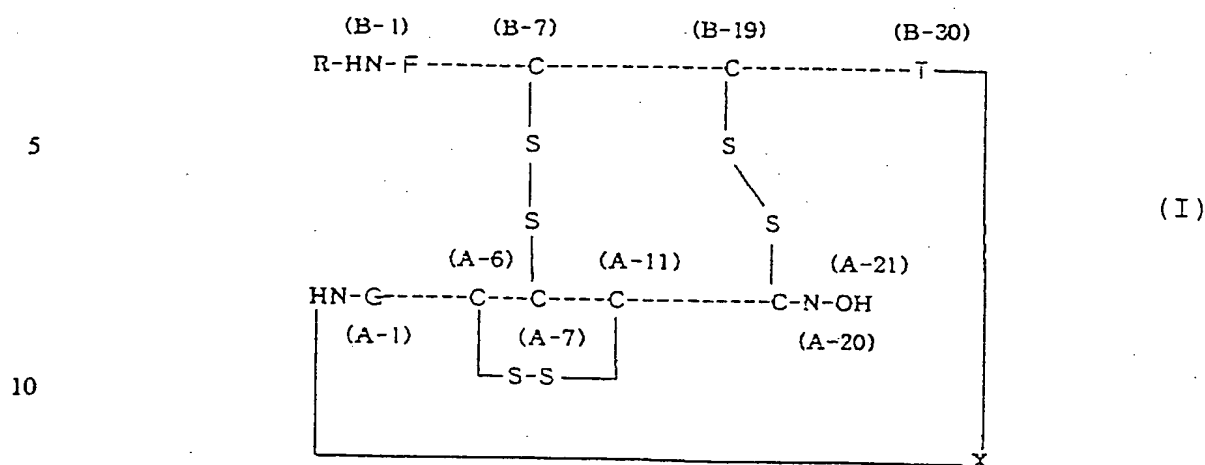 (B-1) (B-7) (B-19) (B-30)
R-HN-F C C T
5 S S
(I)
S S
(A-6) (A-11) (A-21)
HN-G C C C C-N-OH
(A-1) (A-7) (A-20)
10 S-S
X